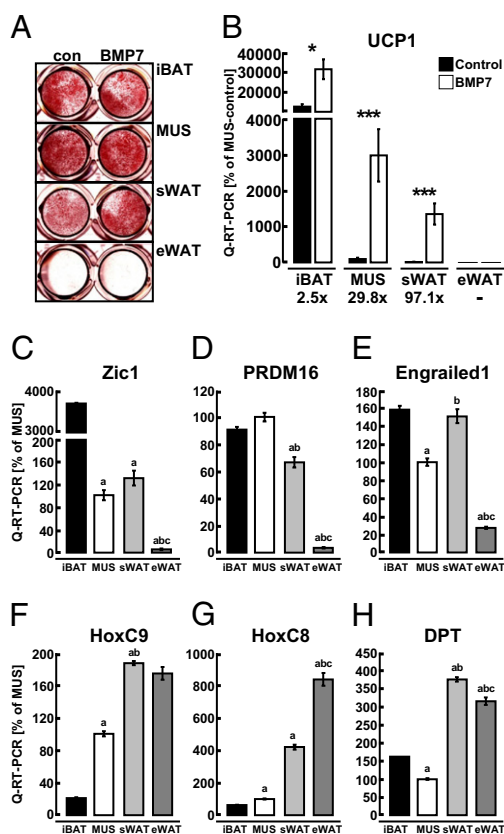 A
con BMP7
iBAT
MUS
sWAT
eWAT
B
UCP1
Control
BMP7
Q-RT-PCR [% of MUS-control]
40000
30000
20000
10000
4000
3000
2000
1000
0
*
***
***
iBAT MUS sWAT eWAT
2.5x 29.8x 97.1x -
C
Zic1
Q-RT-PCR [% of MUS]
4000
3000
200
160
120
80
40
0
a a abc
iBAT MUS sWAT eWAT
D
PRDM16
120
100
80
60
40
20
0
ab abc
iBAT MUS sWAT eWAT
E
Engrailed1
180
160
140
120
100
80
60
40
20
0
a b abc
iBAT MUS sWAT eWAT
F
HoxC9
Q-RT-PCR [% of MUS]
200
160
120
80
40
0
a ab
iBAT MUS sWAT eWAT
G
HoxC8
1000
800
600
400
200
0
a a abc
iBAT MUS sWAT eWAT
H
DPT
450
400
350
300
250
200
150
100
50
0
a ab abc
iBAT MUS sWAT eWAT